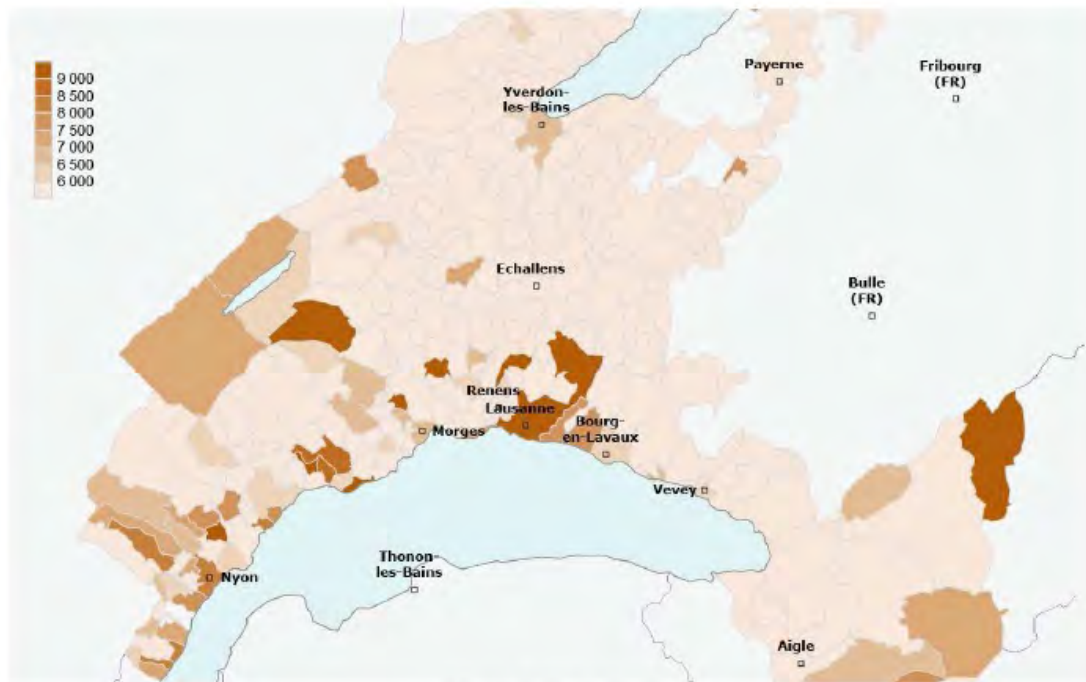 9 000
8 500
8 000
7 500
7 000
6 500
6 000
Payerne
Fribourg
(FR)
Yverdon-
les-Bains
Echallens
Bulle
(FR)
Renens
Lausanne
Bourg-
en-Lavaux
Morges
Vevey
Thonon-
les-Bains
Nyon
Aigle